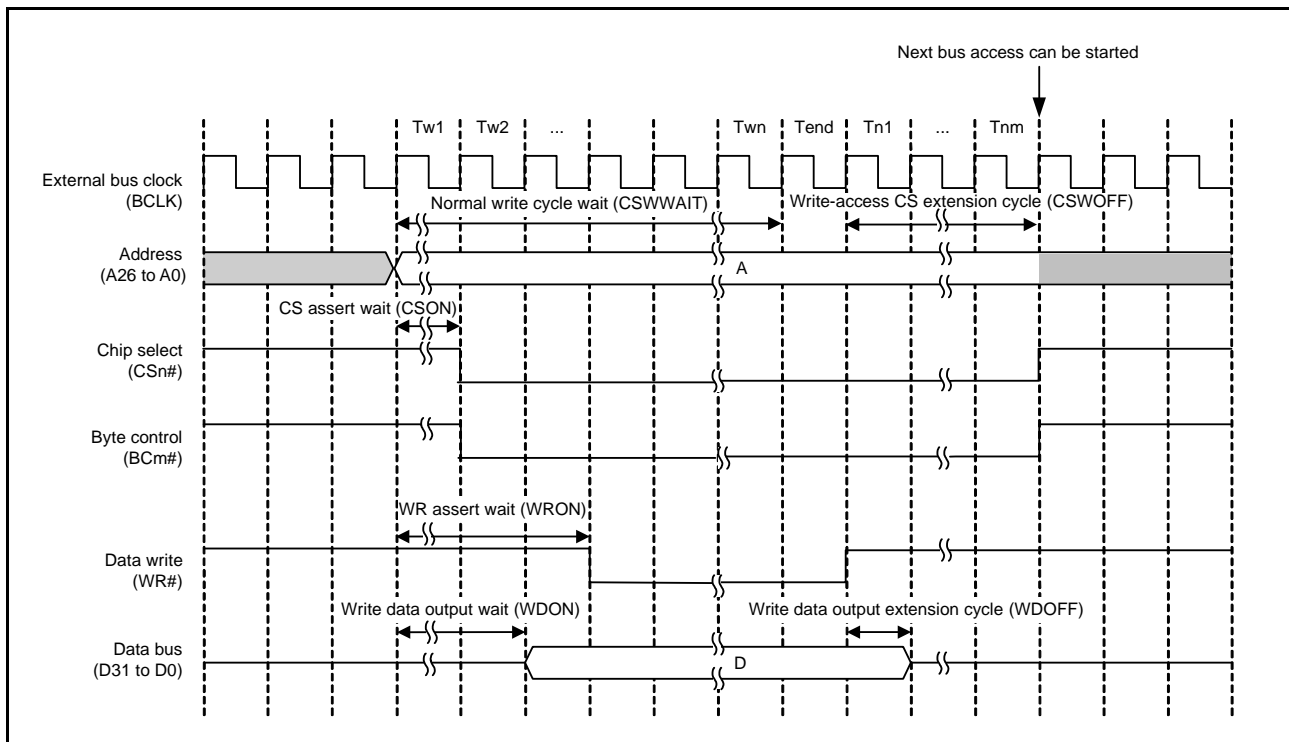 Next bus access can be started
Tw1 Tw2 ... Twn Tend Tn1 ... Tnm
External bus clock
(BCLK)
Normal write cycle wait (CSWWAIT) Write-access CS extension cycle (CSWOFF)
Address
(A26 to A0)
A
CS assert wait (CSON)
Chip select
(CSn#)
Byte control
(BCm#)
WR assert wait (WRON)
Data write
(WR#)
Write data output wait (WDON) Write data output extension cycle (WDOFF)
Data bus
(D31 to D0)
D